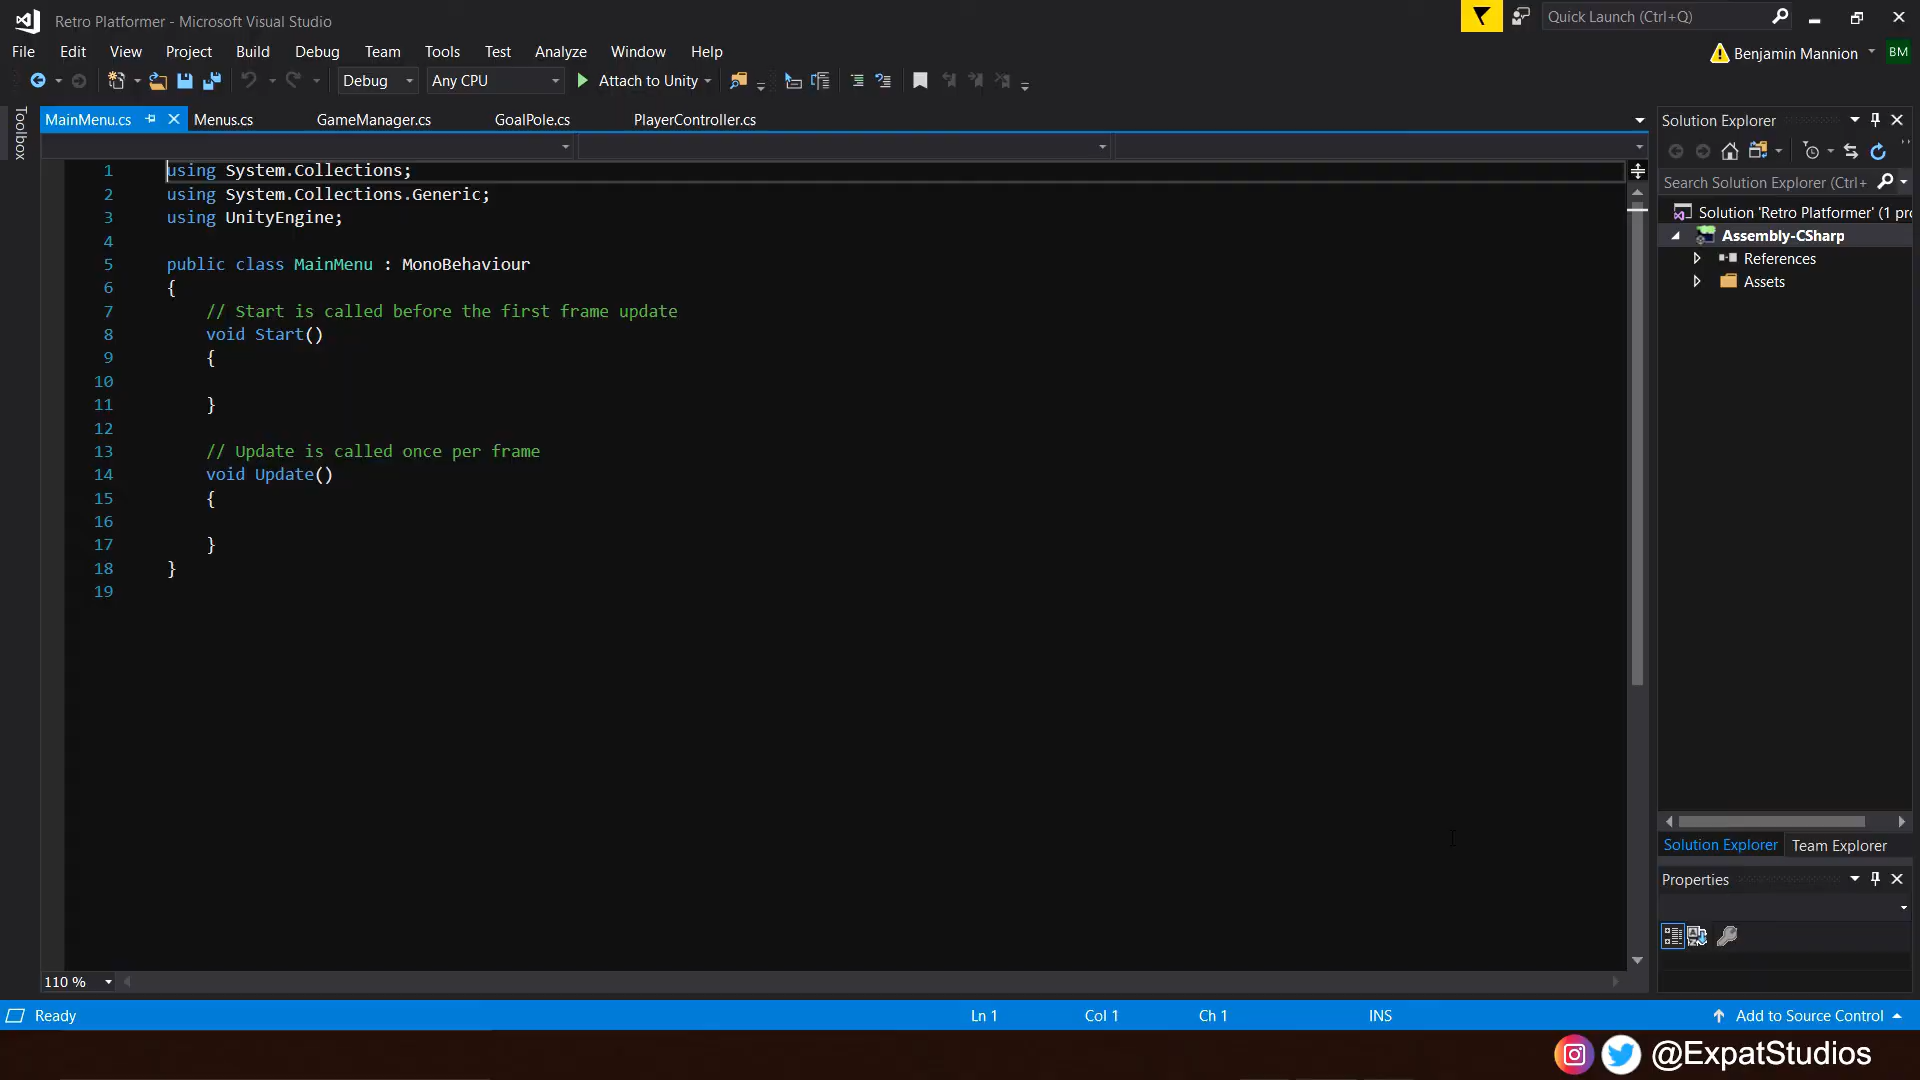 Retro Platformer - Microsoft Visual Studio
Quick Launch (Ctrl+Q)
File Edit View Project Build Debug Team Tools Test Analyze Window Help
Benjamin Mannion BM
Debug Any CPU Attach to Unity
Toolbox
MainMenu.cs Menus.cs GameManager.cs GoalPole.cs PlayerController.cs
1 using System.Collections;
2 using System.Collections.Generic;
3 using UnityEngine;
4
5 public class MainMenu : MonoBehaviour
6 {
7 // Start is called before the first frame update
8 void Start()
9 {
10
11 }
12
13 // Update is called once per frame
14 void Update()
15 {
16
17 }
18 }
19
Solution Explorer
Search Solution Explorer (Ctrl+
Solution 'Retro Platformer' (1 pr
Assembly-CSharp
References
Assets
Solution Explorer Team Explorer
Properties
110 %
Ready Ln 1 Col 1 Ch 1 INS Add to Source Control
@ExpatStudios